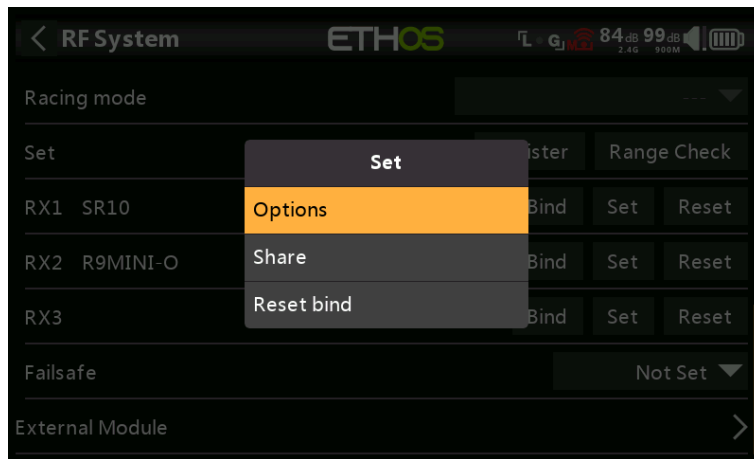 RF System ETHOS L G M 84dB 99dB
2.4G 900M
Racing mode ---
Set ister Range Check
Set
RX1 SR10 Bind Set Reset
Options
RX2 R9MINI-O Bind Set Reset
Share
RX3 Bind Set Reset
Reset bind
Failsafe Not Set
External Module